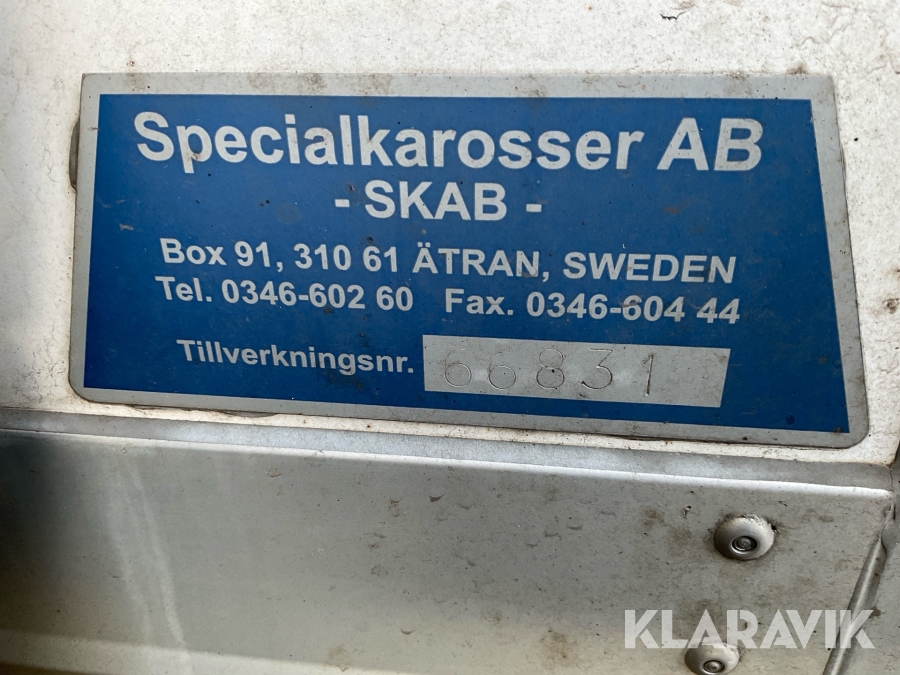 Specialkarosser AB
- SKAB -
Box 91, 310 61 ÄTRAN, SWEDEN
Tel. 0346-602 60 Fax. 0346-604 44
Tillverkningsnr. 66831
KLARAVIK